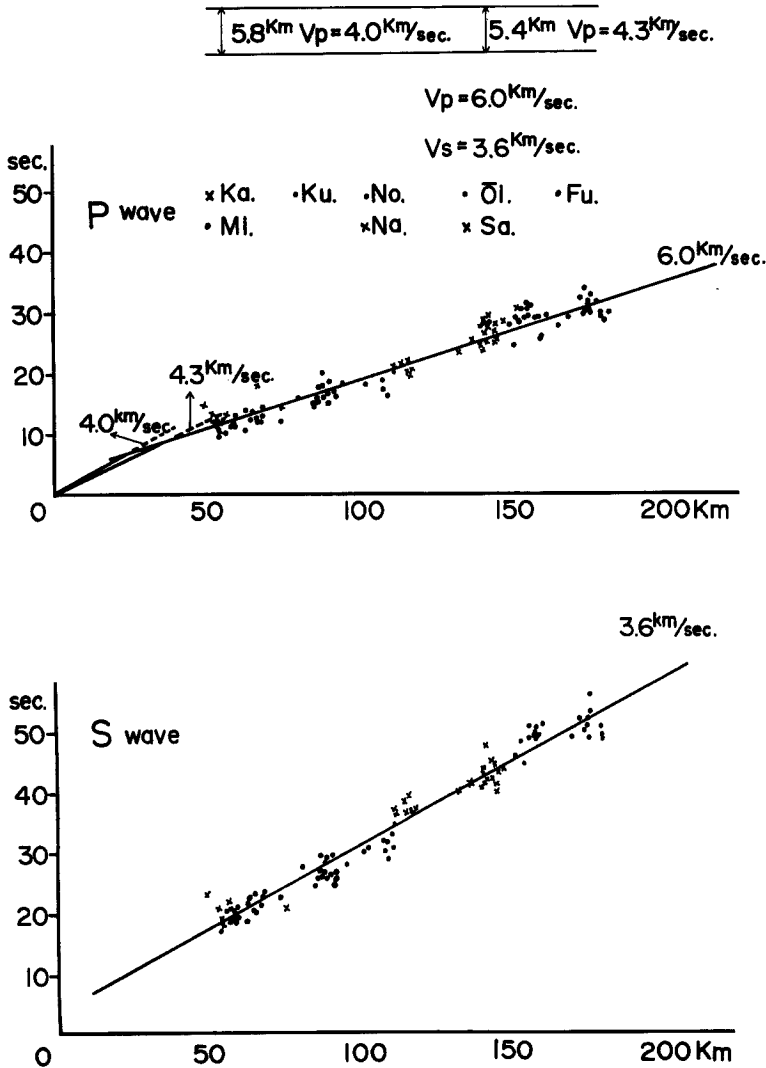 5.8Km Vp=4.0Km/sec. 5.4Km Vp=4.3Km/sec.
Vp=6.0Km/sec.
Vs=3.6Km/sec.
sec.
50
40
30
20
10
P wave
×Ka. •Ku. •No. •Ōi. •Fu.
•Mi. ×Na. ×Sa.
6.0Km/sec.
4.3Km/sec.
4.0km/sec.
0 50 100 150 200Km
3.6km/sec.
sec.
50
40
30
20
10
S wave
0 50 100 150 200Km